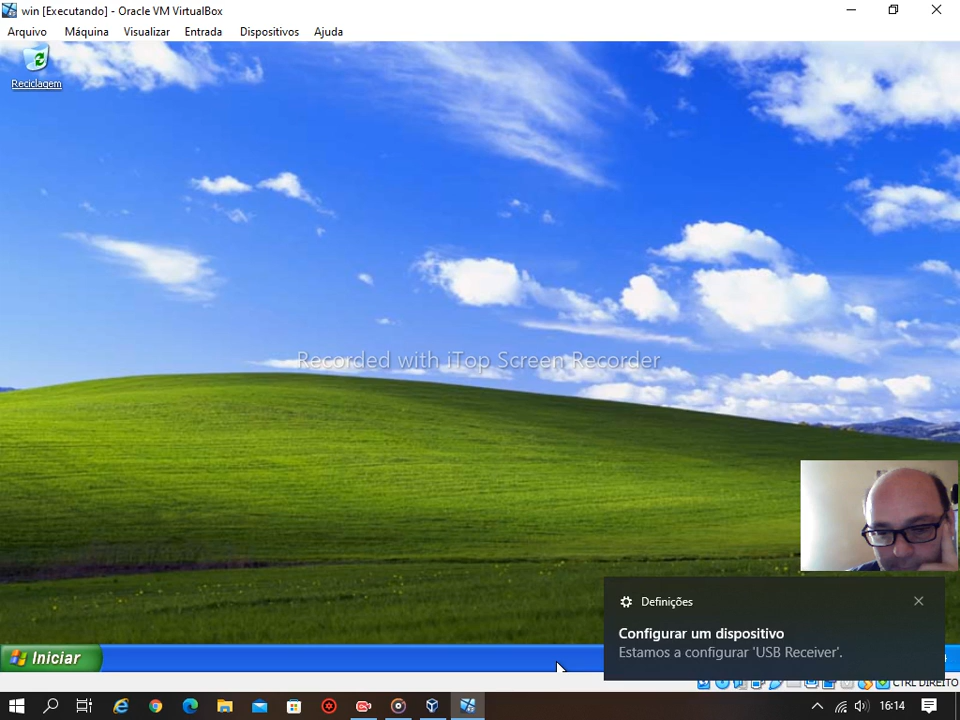 win [Executando] - Oracle VM VirtualBox
Arquivo Máquina Visualizar Entrada Dispositivos Ajuda
Reciclagem
Recorded with iTop Screen Recorder
Definições
Configurar um dispositivo
Estamos a configurar 'USB Receiver'.
Iniciar
CTRL DIREITO
16:14